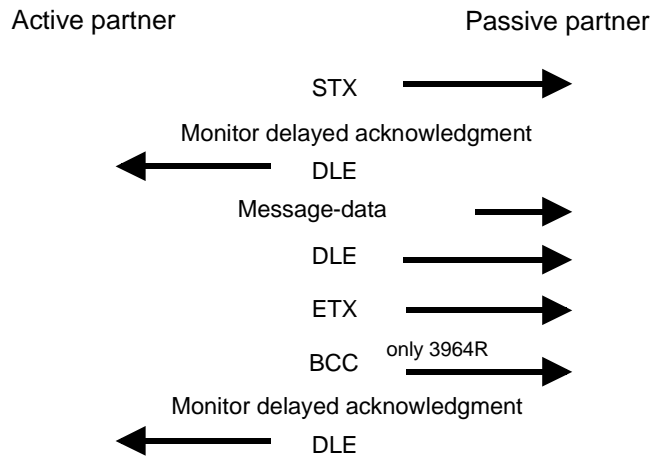 Active partner Passive partner
STX
Monitor delayed acknowledgment
DLE
Message-data
DLE
ETX
BCC only 3964R
Monitor delayed acknowledgment
DLE